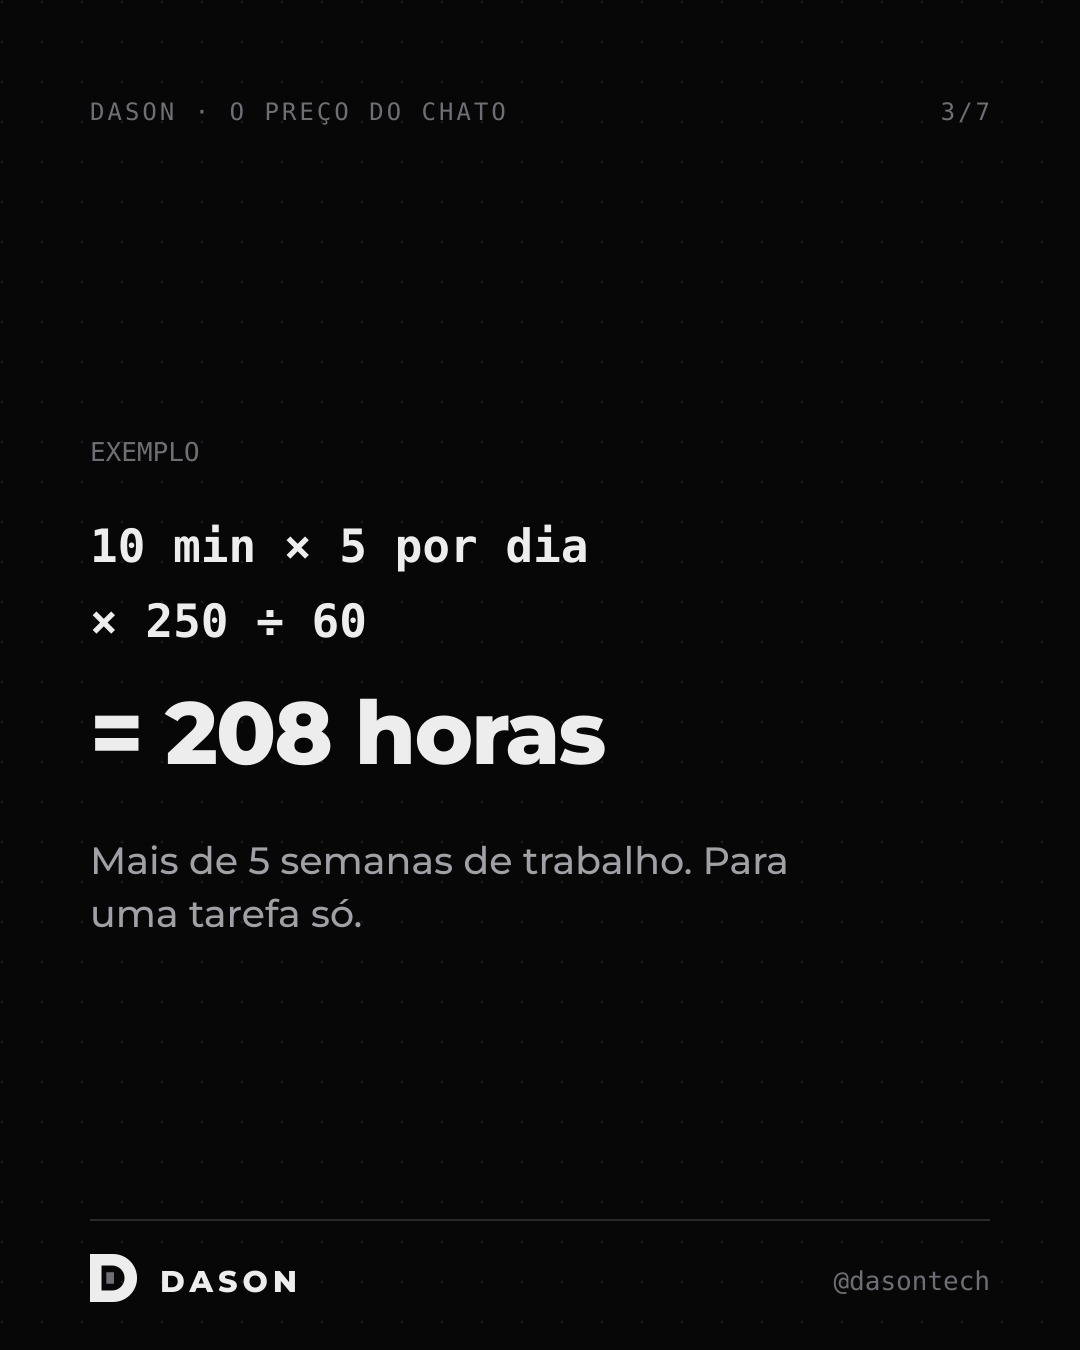 DASON · O PREÇO DO CHATO
3/7
EXEMPLO
10 min × 5 por dia
× 250 ÷ 60
= 208 horas
Mais de 5 semanas de trabalho. Para
uma tarefa só.
DASON
@dasontech